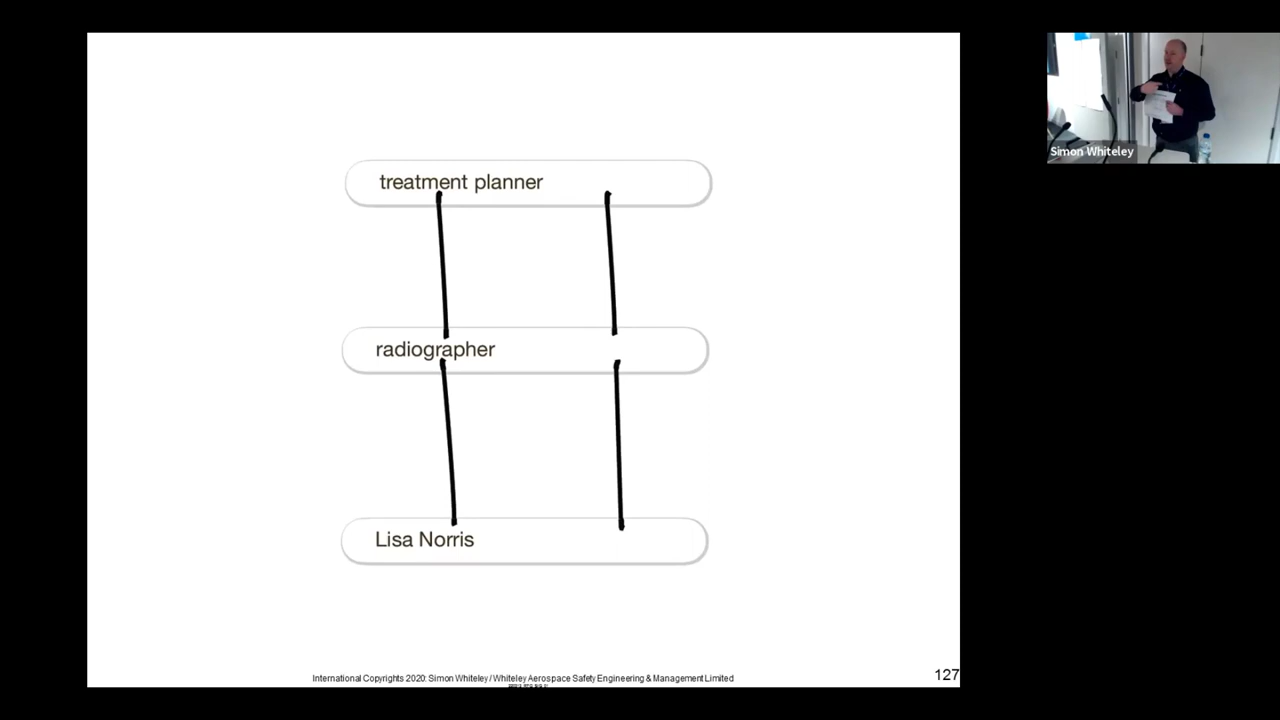 treatment planner
Simon Whiteley
radiographer
Lisa Norris
International Copyrights 2020: Simon Whiteley / Whiteley Aerospace Safety Engineering & Management Limited
127